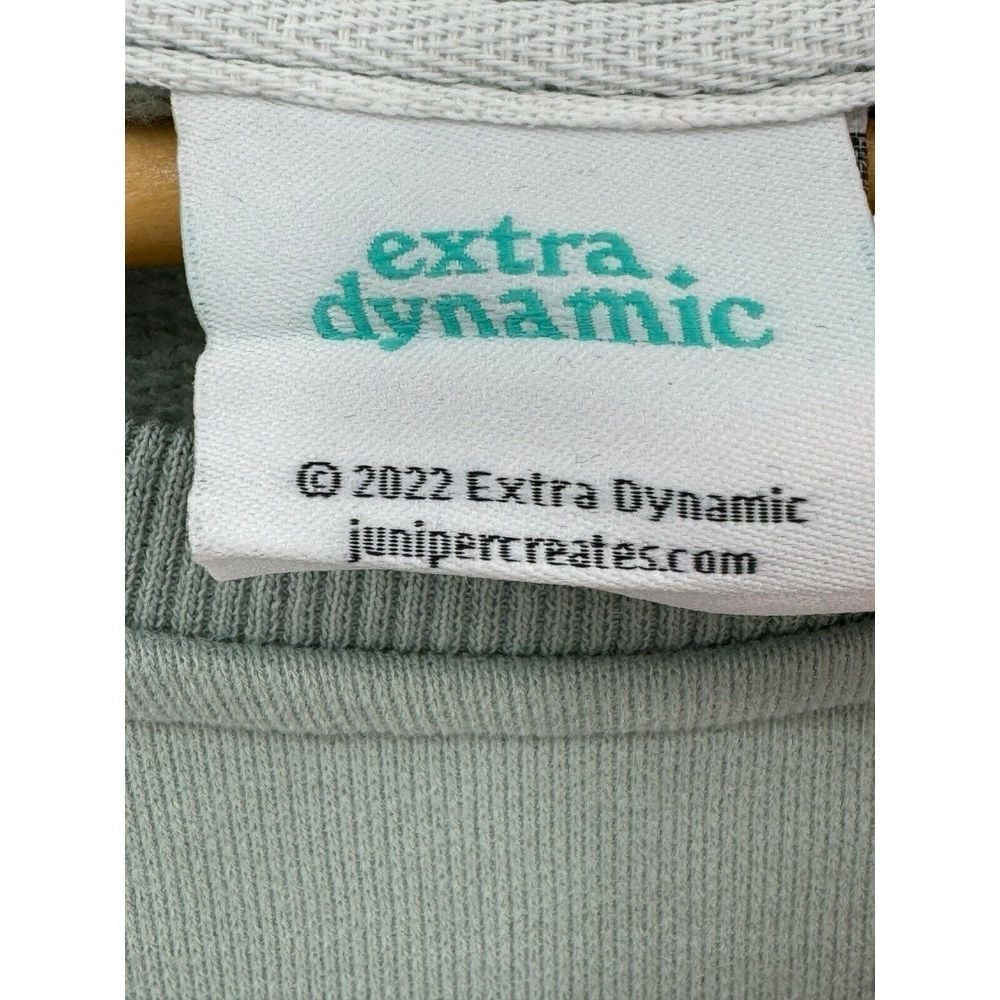 extra
dynamic
© 2022 Extra Dynamic
junipercreates.com